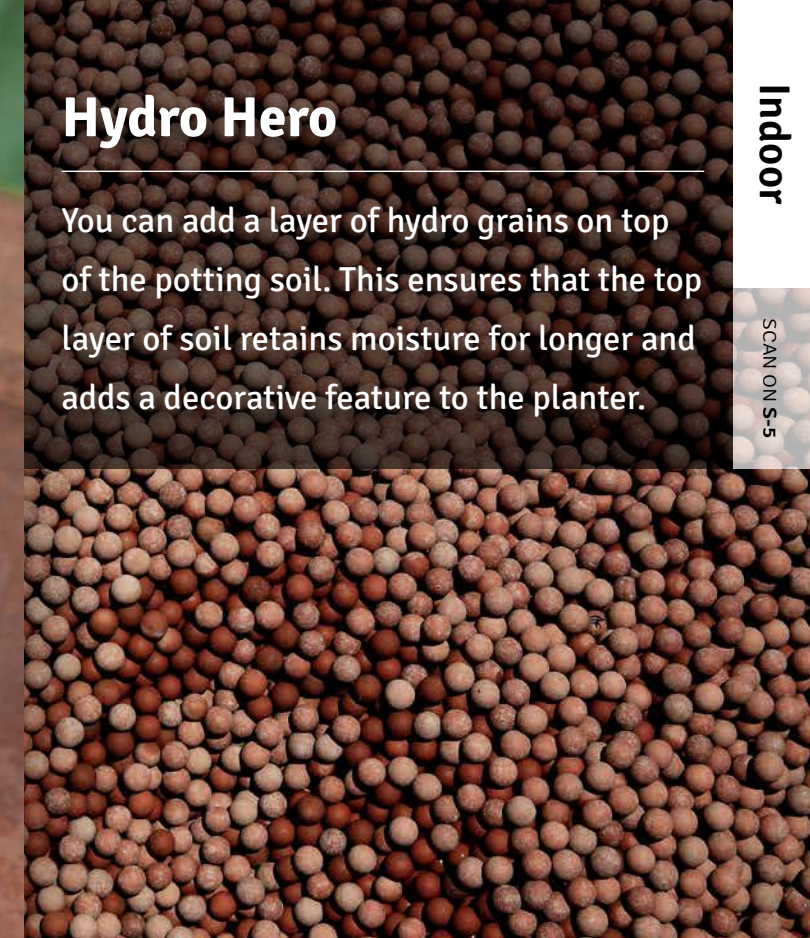 Hydro Hero
You can add a layer of hydro grains on top
of the potting soil. This ensures that the top
layer of soil retains moisture for longer and
adds a decorative feature to the planter.
Indoor
SCAN ON S-5